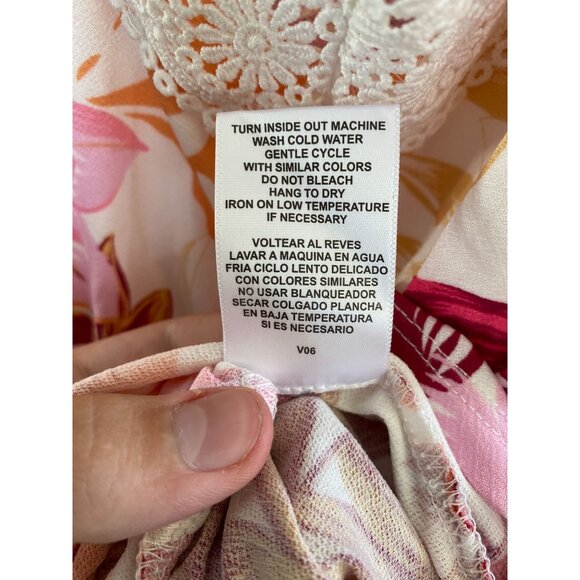 TURN INSIDE OUT MACHINE
WASH COLD WATER
GENTLE CYCLE
WITH SIMILAR COLORS
DO NOT BLEACH
HANG TO DRY
IRON ON LOW TEMPERATURE
IF NECESSARY
VOLTEAR AL REVES
LAVAR A MAQUINA EN AGUA
FRIA CICLO LENTO DELICADO
CON COLORES SIMILARES
NO USAR BLANQUEADOR
SECAR COLGADO PLANCHA
EN BAJA TEMPERATURA
SI ES NECESARIO
V06